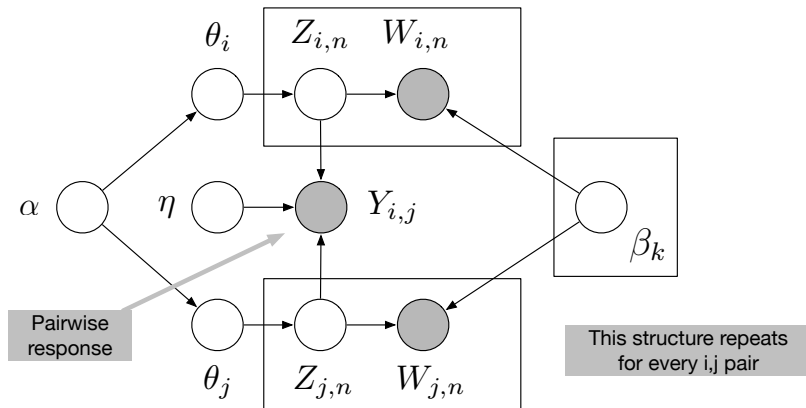 θ_i
Z_{i,n}
W_{i,n}
α
η
Y_{i,j}
β_k
Pairwise
response
This structure repeats
for every i,j pair
θ_j
Z_{j,n}
W_{j,n}